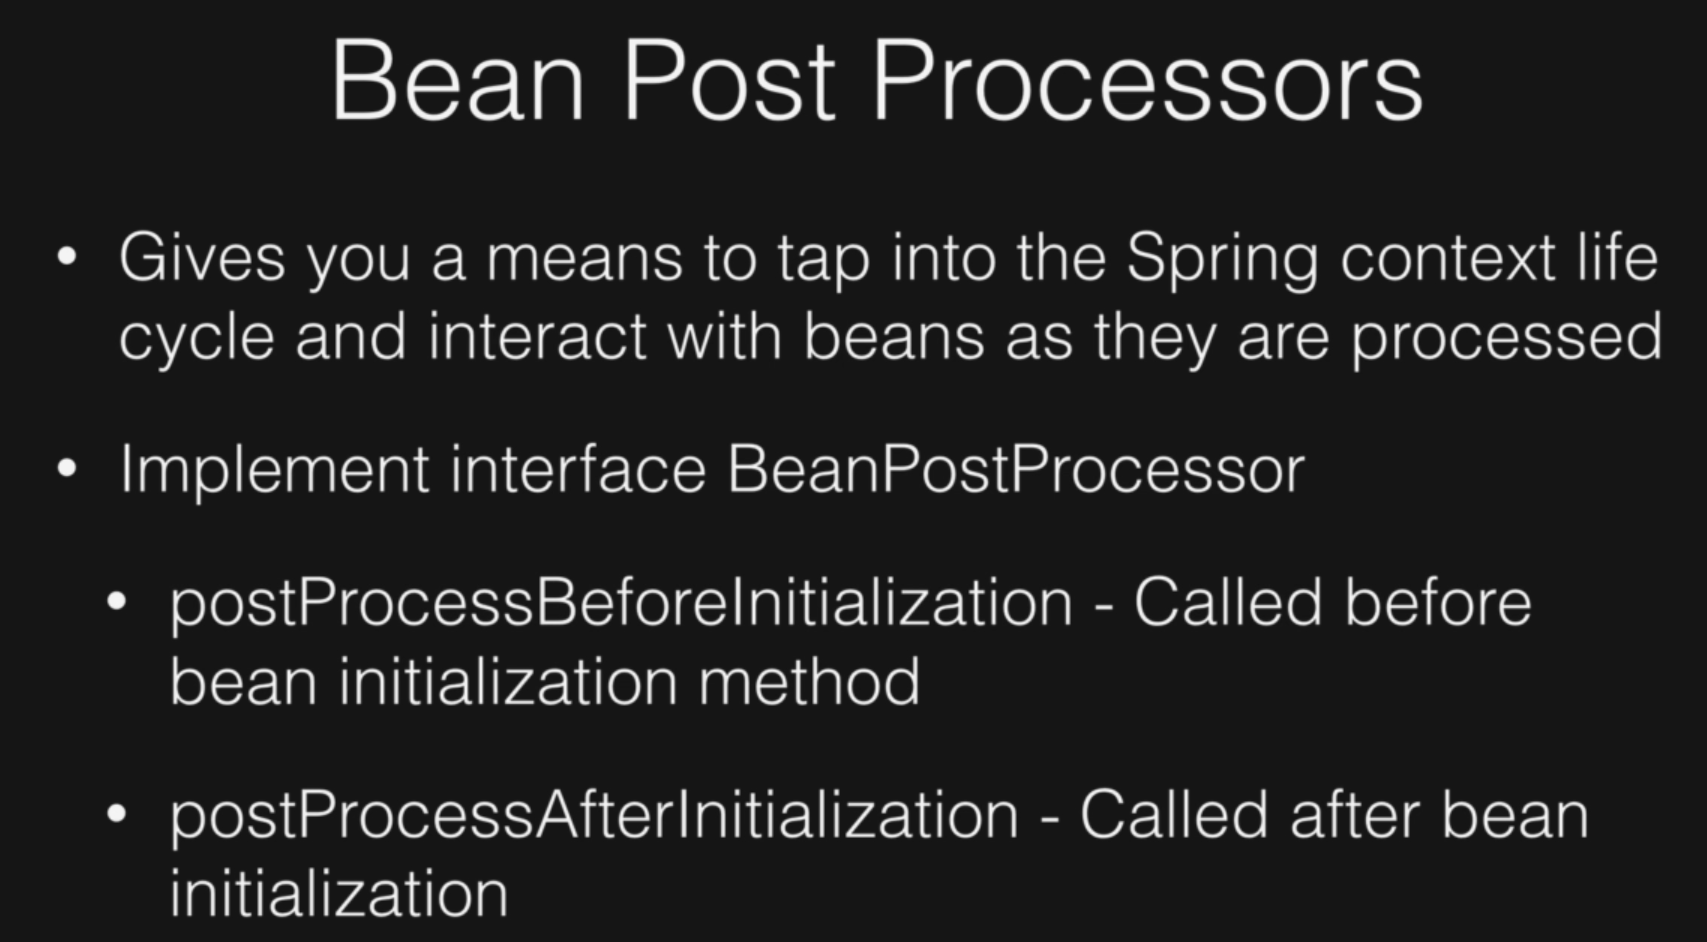 Bean Post Processors
• Gives you a means to tap into the Spring context life
cycle and interact with beans as they are processed
• Implement interface BeanPostProcessor
• postProcessBeforeInitialization - Called before
bean initialization method
• postProcessAfterInitialization - Called after bean
initialization